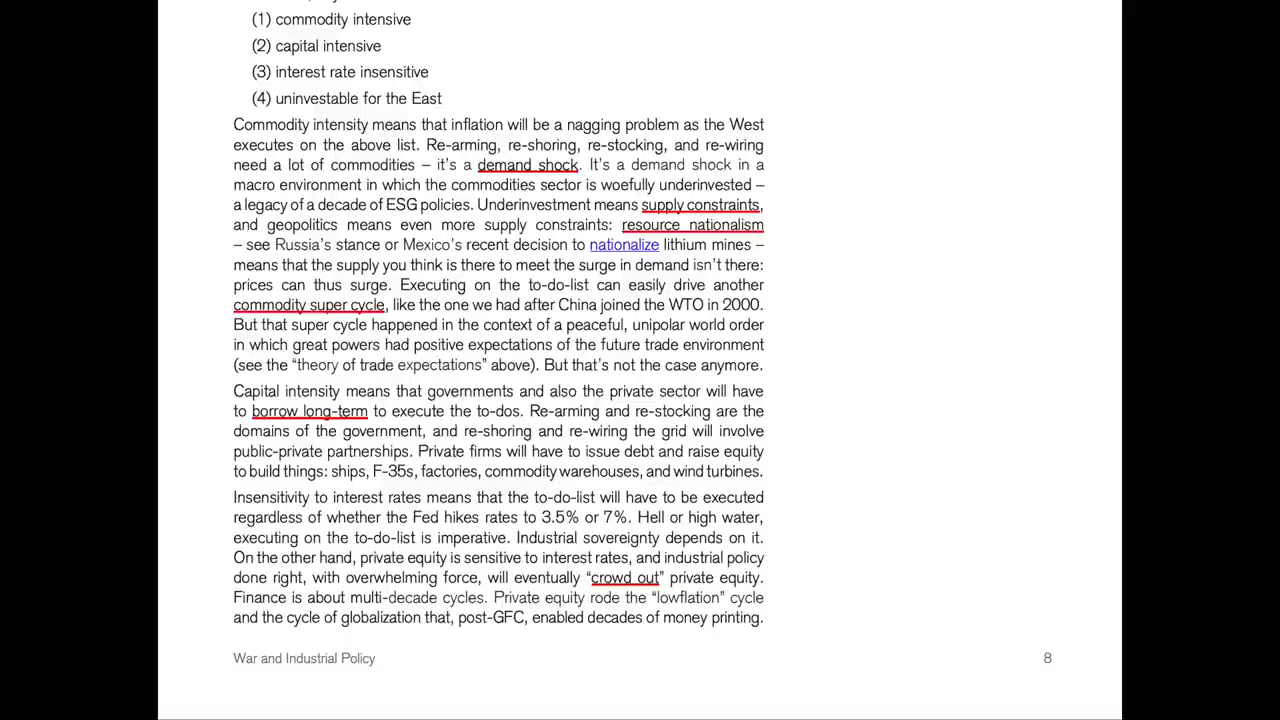 (1) commodity intensive
(2) capital intensive
(3) interest rate insensitive
(4) uninvestable for the East
Commodity intensity means that inflation will be a nagging problem as the West
executes on the above list. Re-arming, re-shoring, re-stocking, and re-wiring
need a lot of commodities – it's a demand shock. It's a demand shock in a
macro environment in which the commodities sector is woefully underinvested –
a legacy of a decade of ESG policies. Underinvestment means supply constraints,
and geopolitics means even more supply constraints: resource nationalism
– see Russia's stance or Mexico's recent decision to nationalize lithium mines –
means that the supply you think is there to meet the surge in demand isn't there:
prices can thus surge. Executing on the to-do-list can easily drive another
commodity super cycle, like the one we had after China joined the WTO in 2000.
But that super cycle happened in the context of a peaceful, unipolar world order
in which great powers had positive expectations of the future trade environment
(see the "theory of trade expectations" above). But that's not the case anymore.
Capital intensity means that governments and also the private sector will have
to borrow long-term to execute the to-dos. Re-arming and re-stocking are the
domains of the government, and re-shoring and re-wiring the grid will involve
public-private partnerships. Private firms will have to issue debt and raise equity
to build things: ships, F-35s, factories, commodity warehouses, and wind turbines.
Insensitivity to interest rates means that the to-do-list will have to be executed
regardless of whether the Fed hikes rates to 3.5% or 7%. Hell or high water,
executing on the to-do-list is imperative. Industrial sovereignty depends on it.
On the other hand, private equity is sensitive to interest rates, and industrial policy
done right, with overwhelming force, will eventually "crowd out" private equity.
Finance is about multi-decade cycles. Private equity rode the "lowflation" cycle
and the cycle of globalization that, post-GFC, enabled decades of money printing.
War and Industrial Policy 8